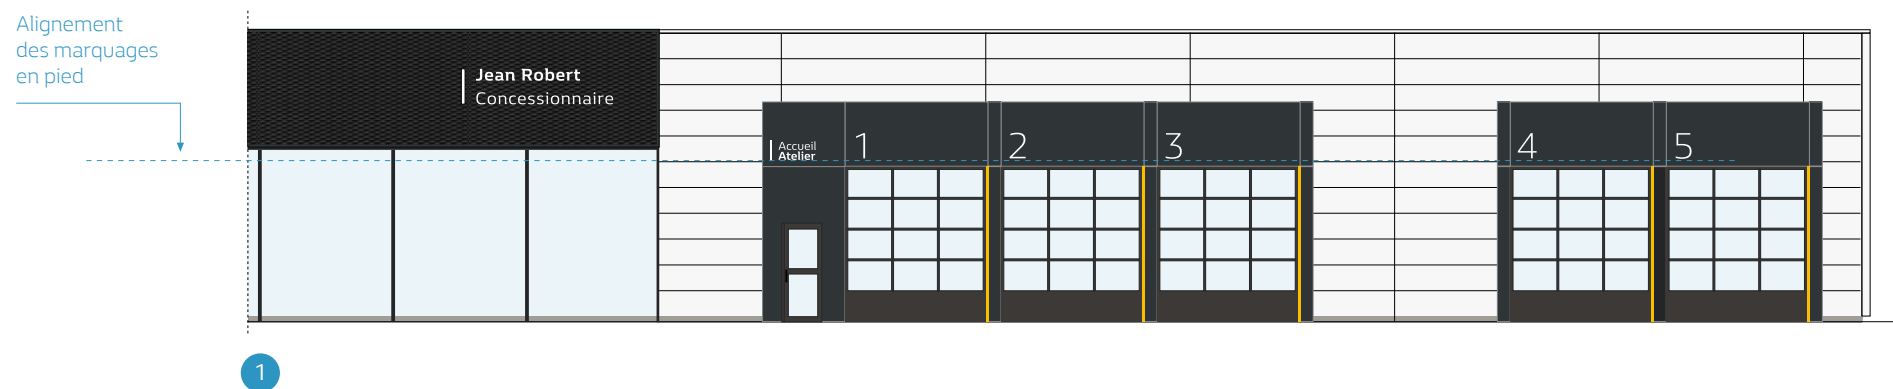 Alignement
des marquages
en pied
Jean Robert
Concessionnaire
Accueil
Atelier
1
2
3
4
5
1